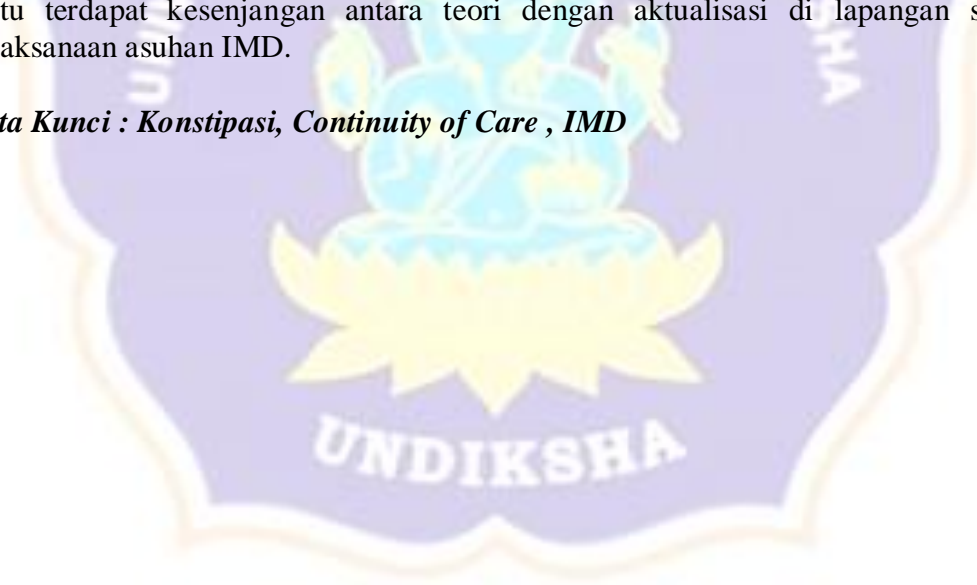 tu terdapat kesenjangan antara teori dengan aktualisasi di lapangan s
aksanaan asuhan IMD.
ta Kunci : Konstipasi, Continuity of Care , IMD
UNDIKSHA